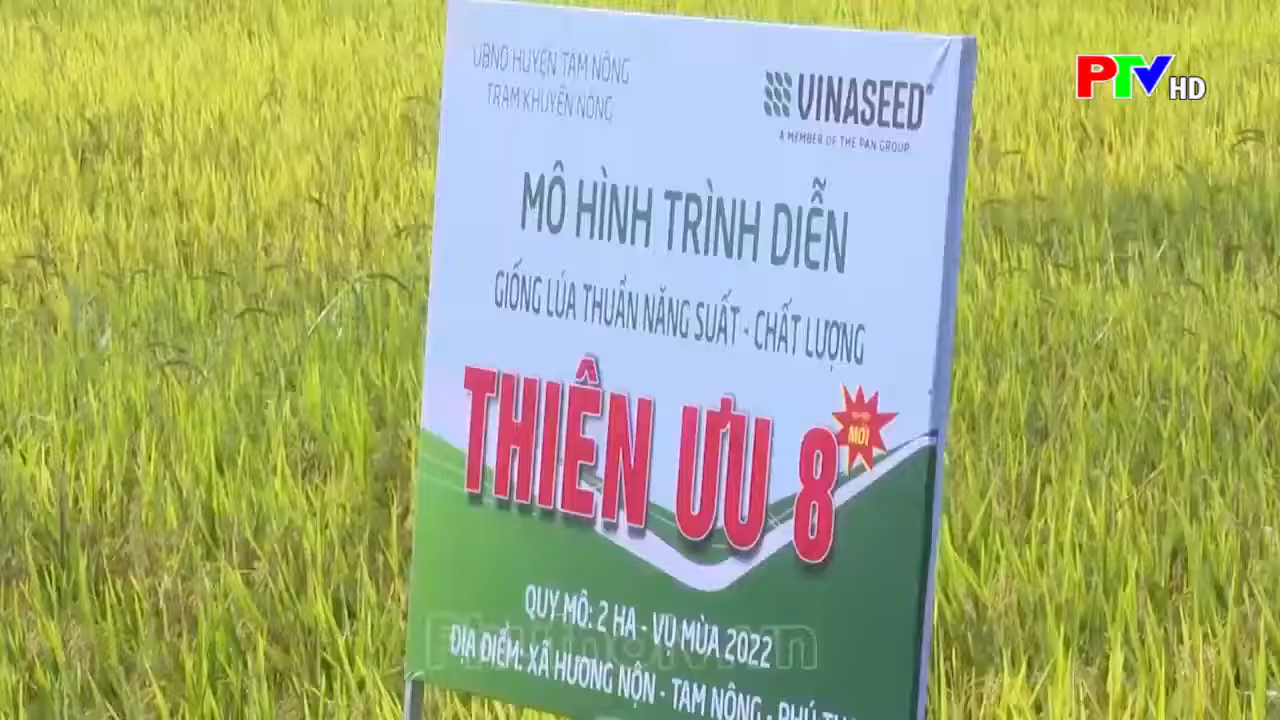 UBND HUYỆN TAM NÔNG
TRẠM KHUYẾN NÔNG
VINASEED
A MEMBER OF THE PAN GROUP
PTV HD
MÔ HÌNH TRÌNH DIỄN
GIỐNG LÚA THUẦN NĂNG SUẤT - CHẤT LƯỢNG
THIÊN ƯU 8
MỚI
QUY MÔ: 2 HA - VỤ MÙA 2022
ĐỊA ĐIỂM: XÃ HƯƠNG NỘN - TAM NÔNG - PHÚ